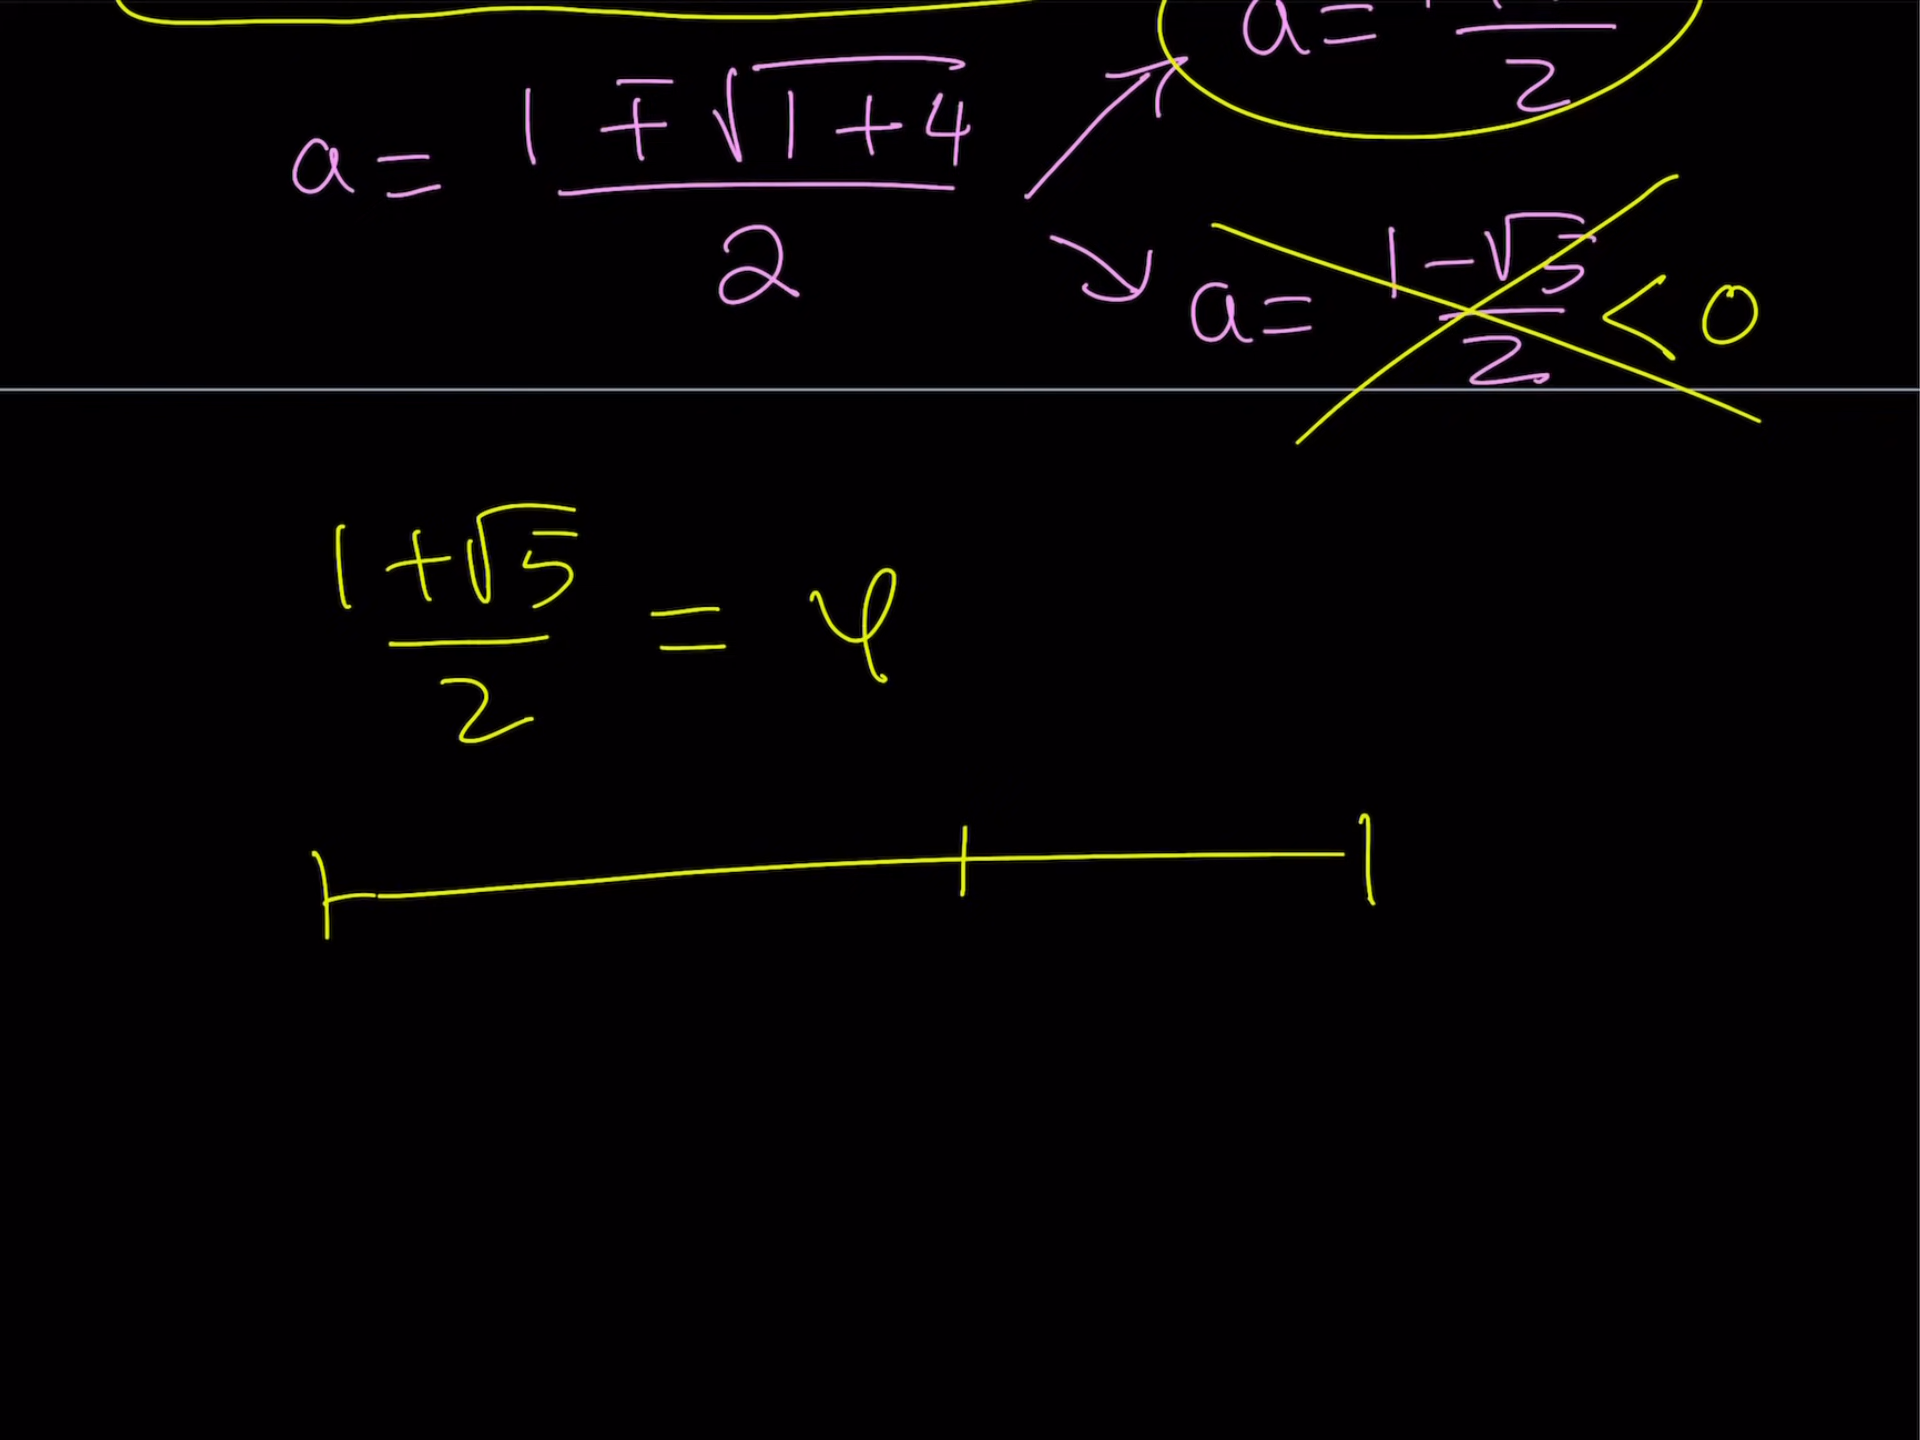 a = 2
a = (1 ∓ √(1+4)) / 2
a = (1 - √5) / 2 < 0
(1 + √5) / 2 = φ